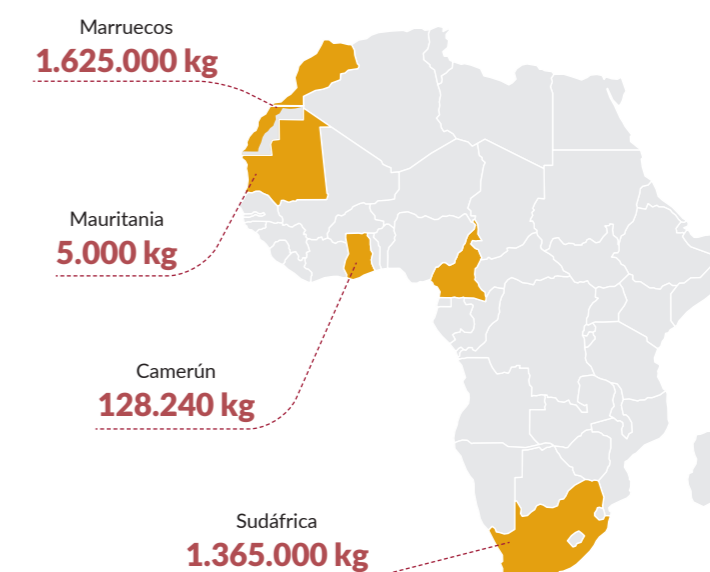 Marruecos
1.625.000 kg
Mauritania
5.000 kg
Camerún
128.240 kg
Sudáfrica
1.365.000 kg